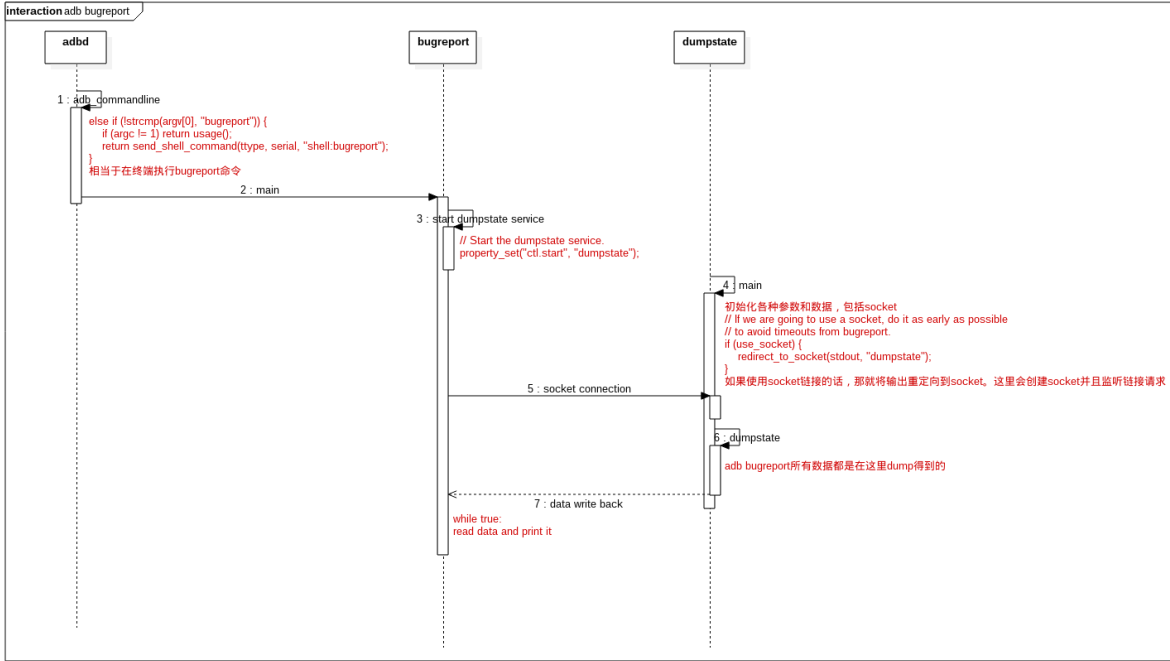 interaction adb bugreport
adbd
bugreport
dumpstate
1 : adb_commandline
else if (!strcmp(argv[0], "bugreport")) {
if (argc != 1) return usage();
return send_shell_command(ttype, serial, "shell:bugreport");
}
相当于在终端执行bugreport命令
2 : main
3 : start dumpstate service
// Start the dumpstate service.
property_set("ctl.start", "dumpstate");
4 : main
初始化各种参数和数据，包括socket
// If we are going to use a socket, do it as early as possible
// to avoid timeouts from bugreport.
if (use_socket) {
redirect_to_socket(stdout, "dumpstate");
}
如果使用socket链接的话，那就将输出重定向到socket。这里会创建socket并且监听链接请求
5 : socket connection
6 : dumpstate
adb bugreport所有数据都是在这里dump得到的
7 : data write back
while true:
read data and print it